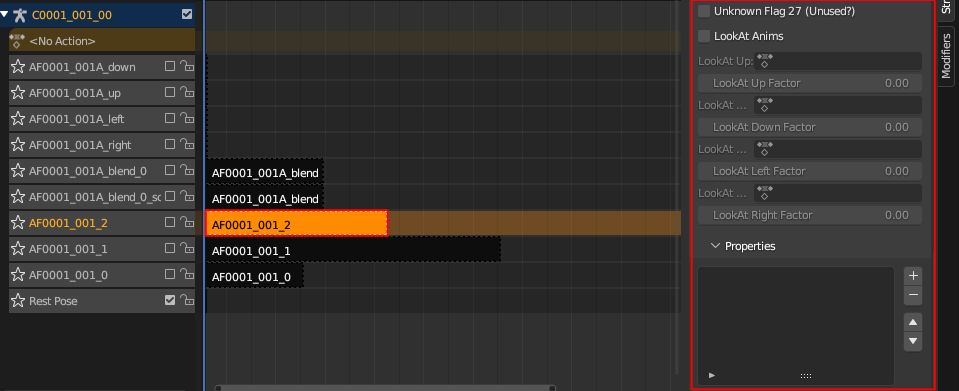 C0001_001_00
<No Action>
AF0001_001A_down
AF0001_001A_up
AF0001_001A_left
AF0001_001A_right
AF0001_001A_blend_0
AF0001_001A_blend_0_sc
AF0001_001_2
AF0001_001_1
AF0001_001_0
Rest Pose
AF0001_001A_blend
AF0001_001A_blend
AF0001_001_2
AF0001_001_1
AF0001_001_0
Unknown Flag 27 (Unused?)
LookAt Anims
LookAt Up:
LookAt Up Factor 0.00
LookAt ...
LookAt Down Factor 0.00
LookAt ...
LookAt Left Factor 0.00
LookAt ...
LookAt Right Factor 0.00
Properties
Str
Modifiers